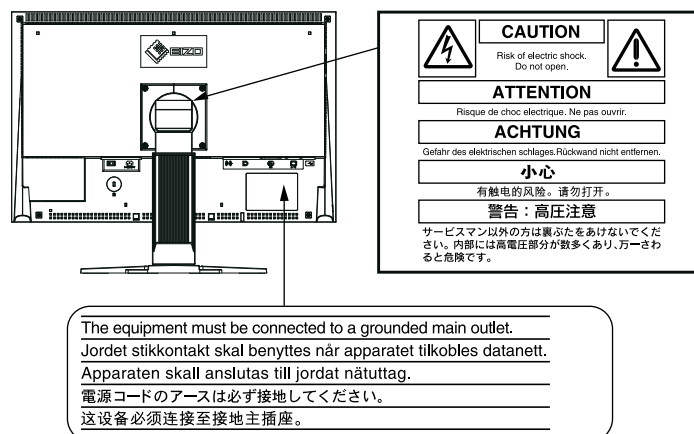 EIZO
CAUTION
Risk of electric shock.
Do not open.
ATTENTION
Risque de choc electrique. Ne pas ouvrir.
ACHTUNG
Gefahr des elektrischen schlages.Rückwand nicht entfernen.
小心
有触电的风险。请勿打开。
警告：高圧注意
サービスマン以外の方は裏ぶたをあけないでくだ
さい。内部には高電圧部分が数多くあり、万一さわ
ると危険です。
The equipment must be connected to a grounded main outlet.
Jordet stikkontakt skal benyttes når apparatet tilkobles datanett.
Apparaten skall anslutas till jordat nätuttag.
電源コードのアースは必ず接地してください。
这设备必须连接至接地主插座。